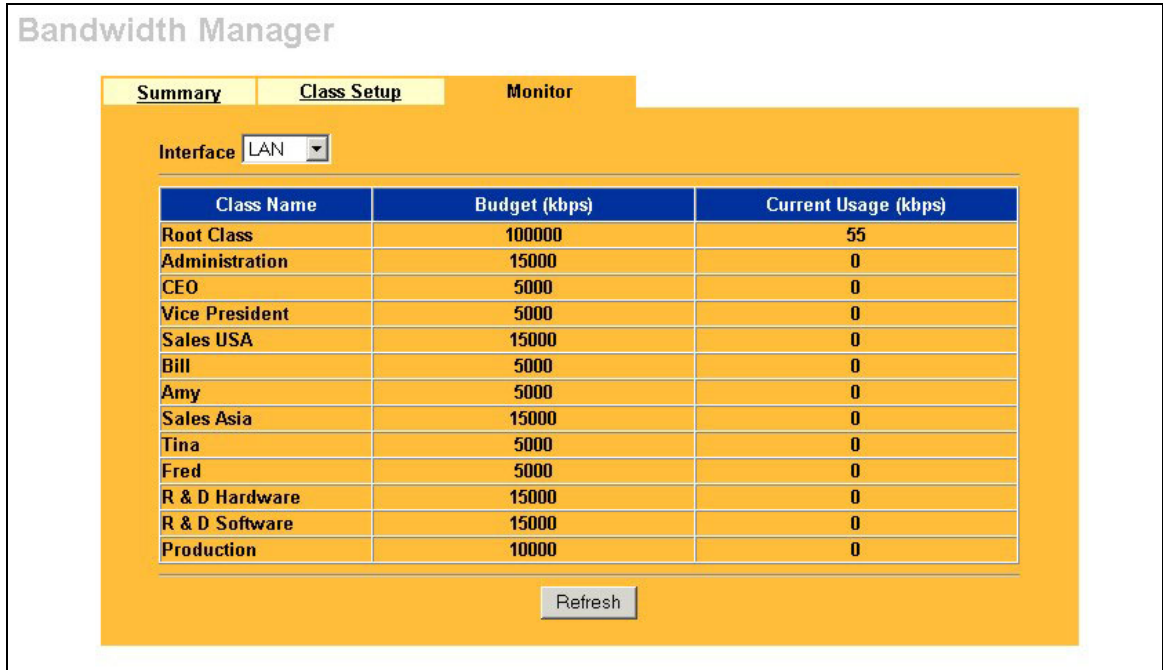 Bandwidth Manager
Summary Class Setup Monitor
Interface LAN
Class Name Budget (kbps) Current Usage (kbps)
Root Class 100000 55
Administration 15000 0
CEO 5000 0
Vice President 5000 0
Sales USA 15000 0
Bill 5000 0
Amy 5000 0
Sales Asia 15000 0
Tina 5000 0
Fred 5000 0
R & D Hardware 15000 0
R & D Software 15000 0
Production 10000 0
Refresh